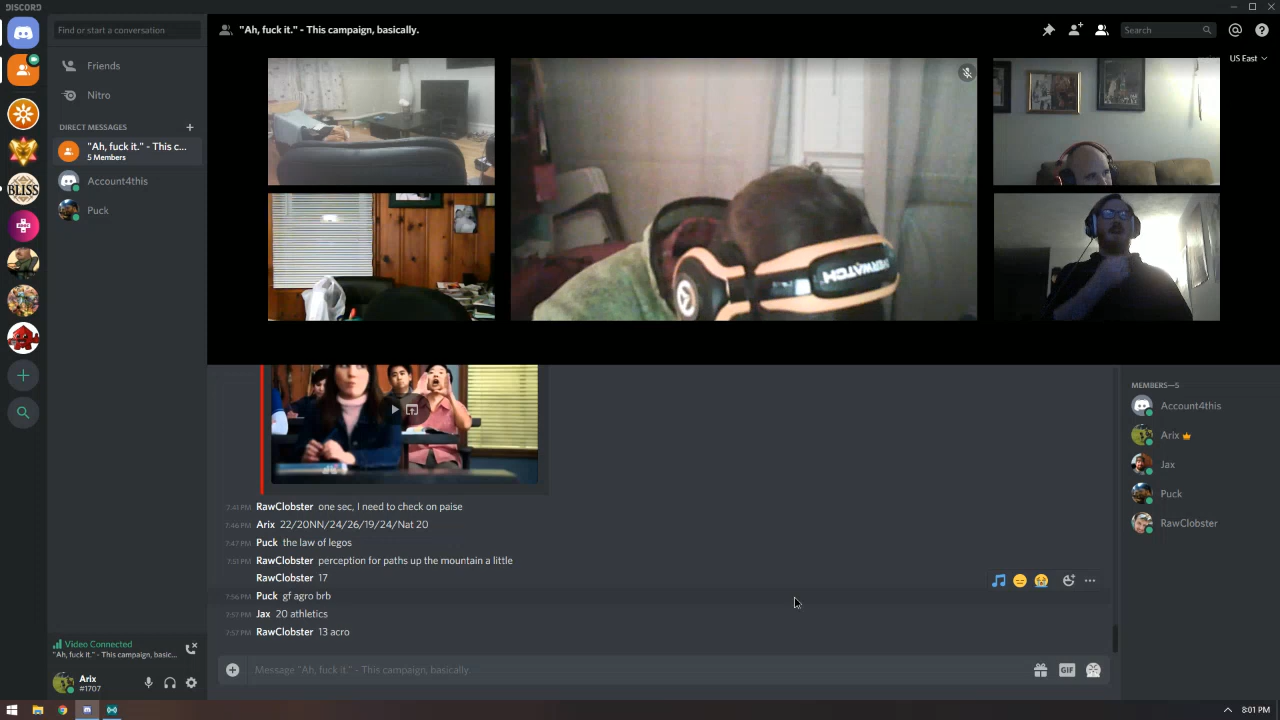 DISCORD
Find or start a conversation
"Ah, fuck it." - This campaign, basically.
Search
US East
Friends
Nitro
DIRECT MESSAGES
"Ah, fuck it." - This c...
5 Members
Account4this
Puck
BLISS
MEMBERS—5
Account4this
Arix
Jax
Puck
RawClobster
7:41 PM RawClobster one sec, I need to check on paise
7:46 PM Arix 22/20NN/24/26/19/24/Nat 20
7:47 PM Puck the law of legos
7:51 PM RawClobster perception for paths up the mountain a little
RawClobster 17
7:56 PM Puck gf agro brb
7:57 PM Jax 20 athletics
7:57 PM RawClobster 13 acro
Video Connected
"Ah, fuck it." - This campaign, basic...
Arix
#1707
Message "Ah, fuck it." - This campaign, basically.
GIF
8:01 PM